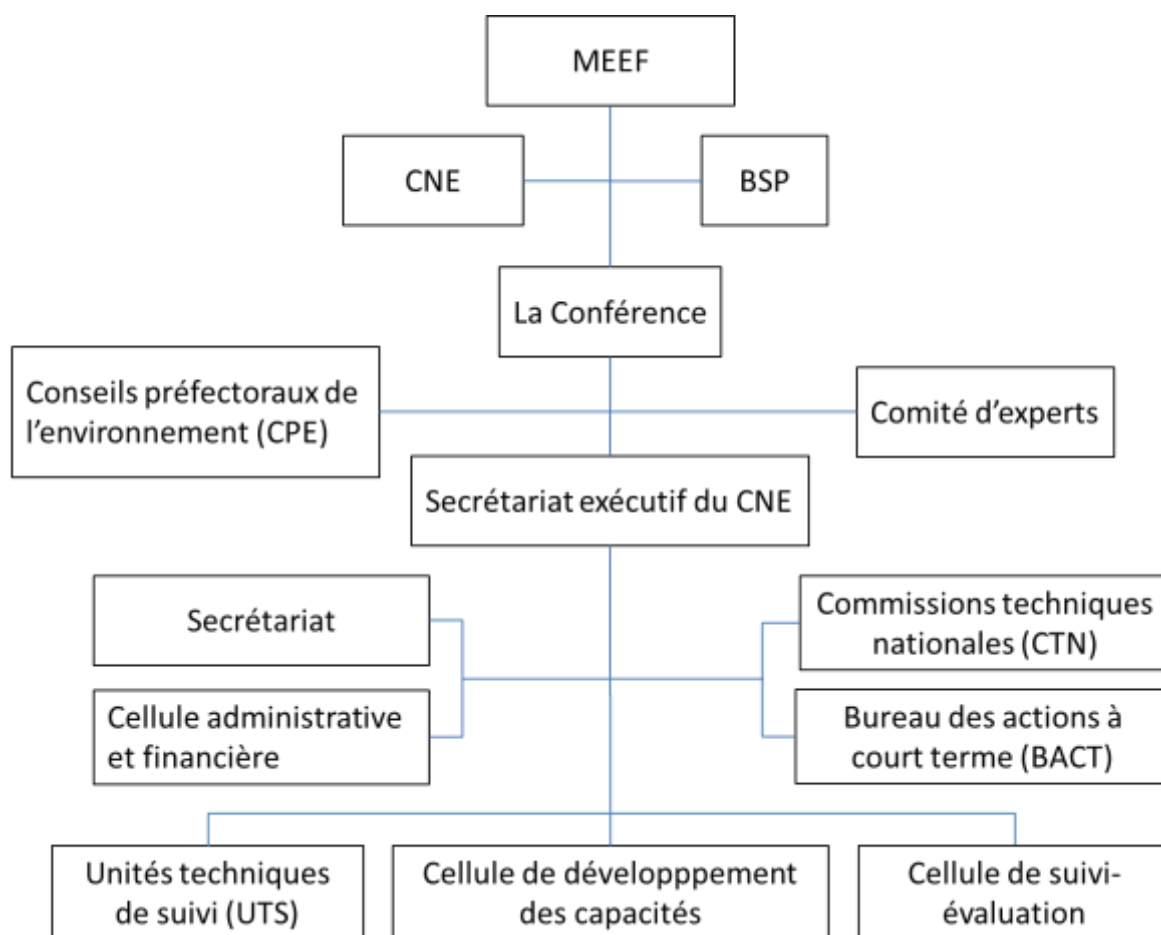 MEEF
CNE
BSP
La Conférence
Conseils préfectoraux de
l'environnement (CPE)
Comité d'experts
Secrétariat exécutif du CNE
Secrétariat
Commissions techniques
nationales (CTN)
Cellule administrative
et financière
Bureau des actions à
court terme (BACT)
Unités techniques
de suivi (UTS)
Cellule de développpement
des capacités
Cellule de suivi-
évaluation